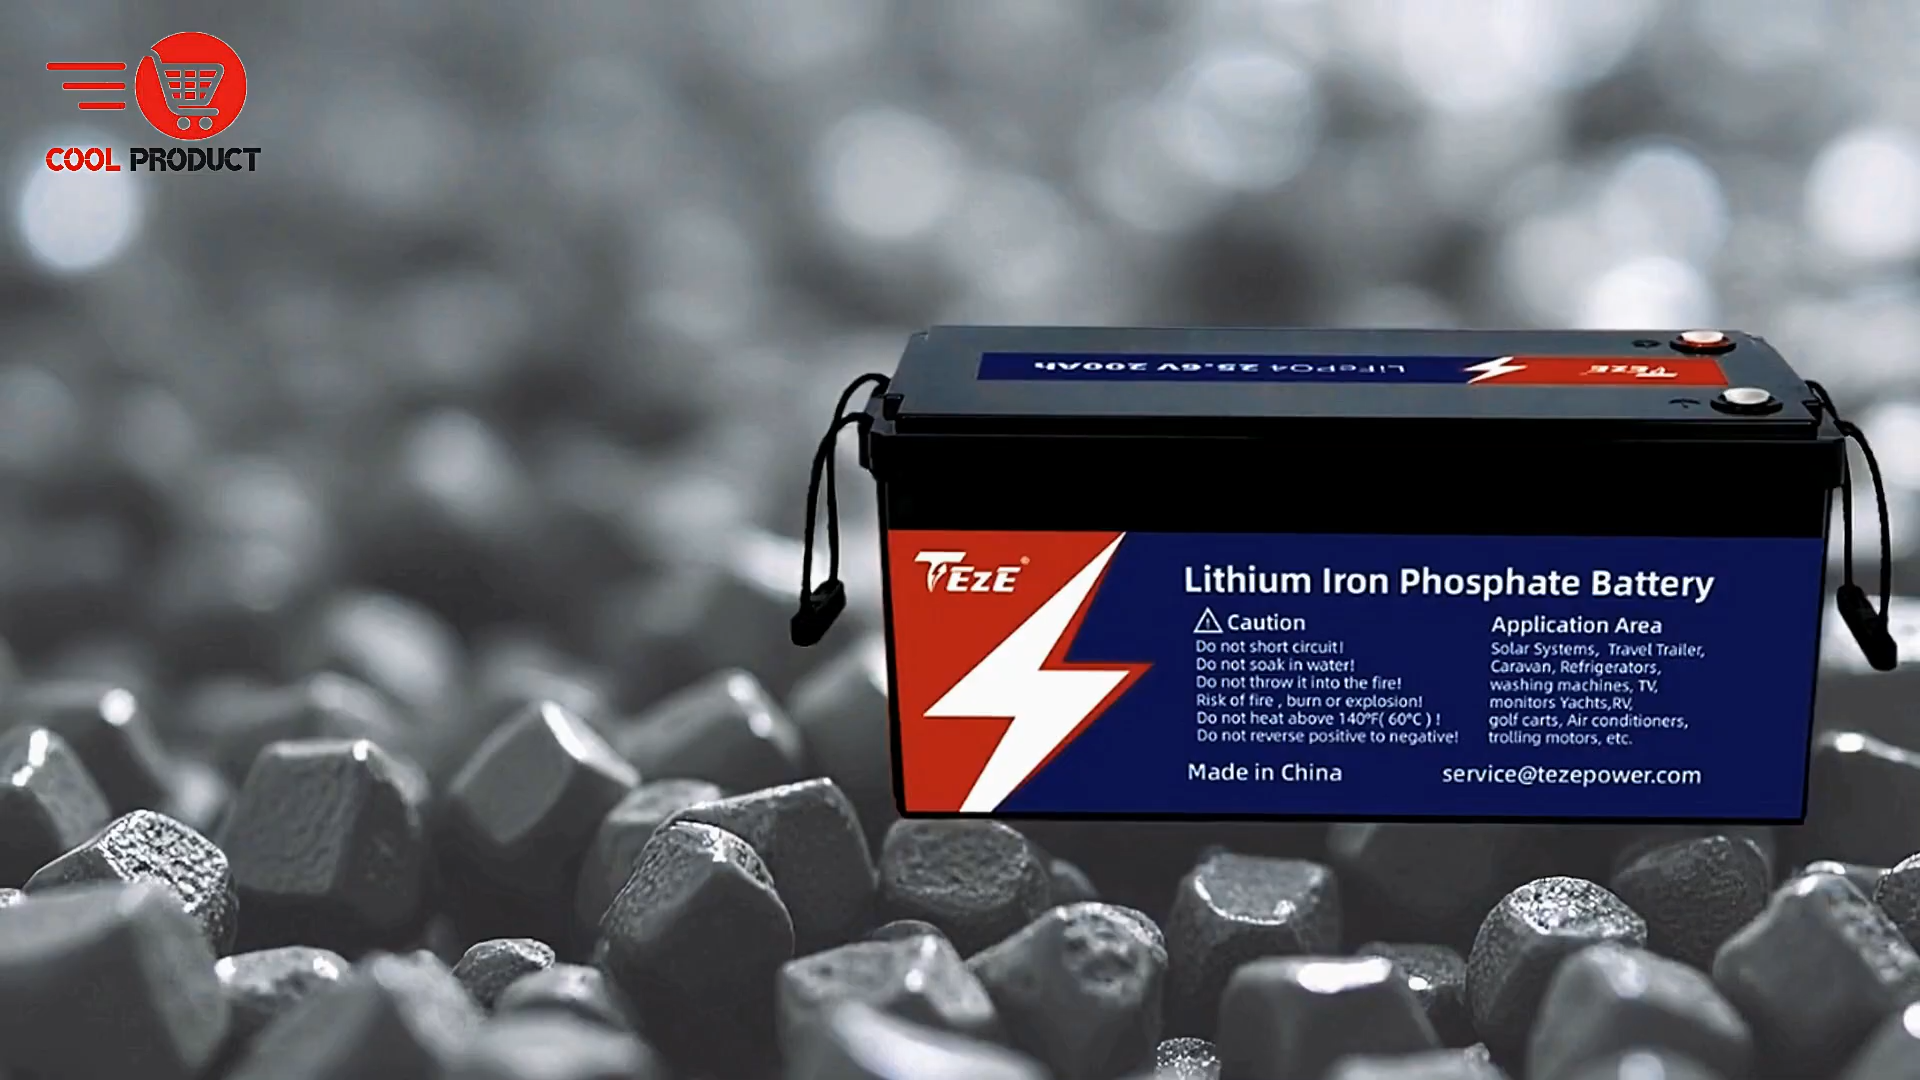 COOL PRODUCT
LiFePO4 25.6V 200Ah
TEZE
TEZE®
Lithium Iron Phosphate Battery
Caution
Do not short circuit!
Do not soak in water!
Do not throw it into the fire!
Risk of fire , burn or explosion!
Do not heat above 140℉( 60℃ ) !
Do not reverse positive to negative!
Application Area
Solar Systems, Travel Trailer,
Caravan, Refrigerators,
washing machines, TV,
monitors Yachts,RV,
golf carts, Air conditioners,
trolling motors, etc.
Made in China
service@tezepower.com